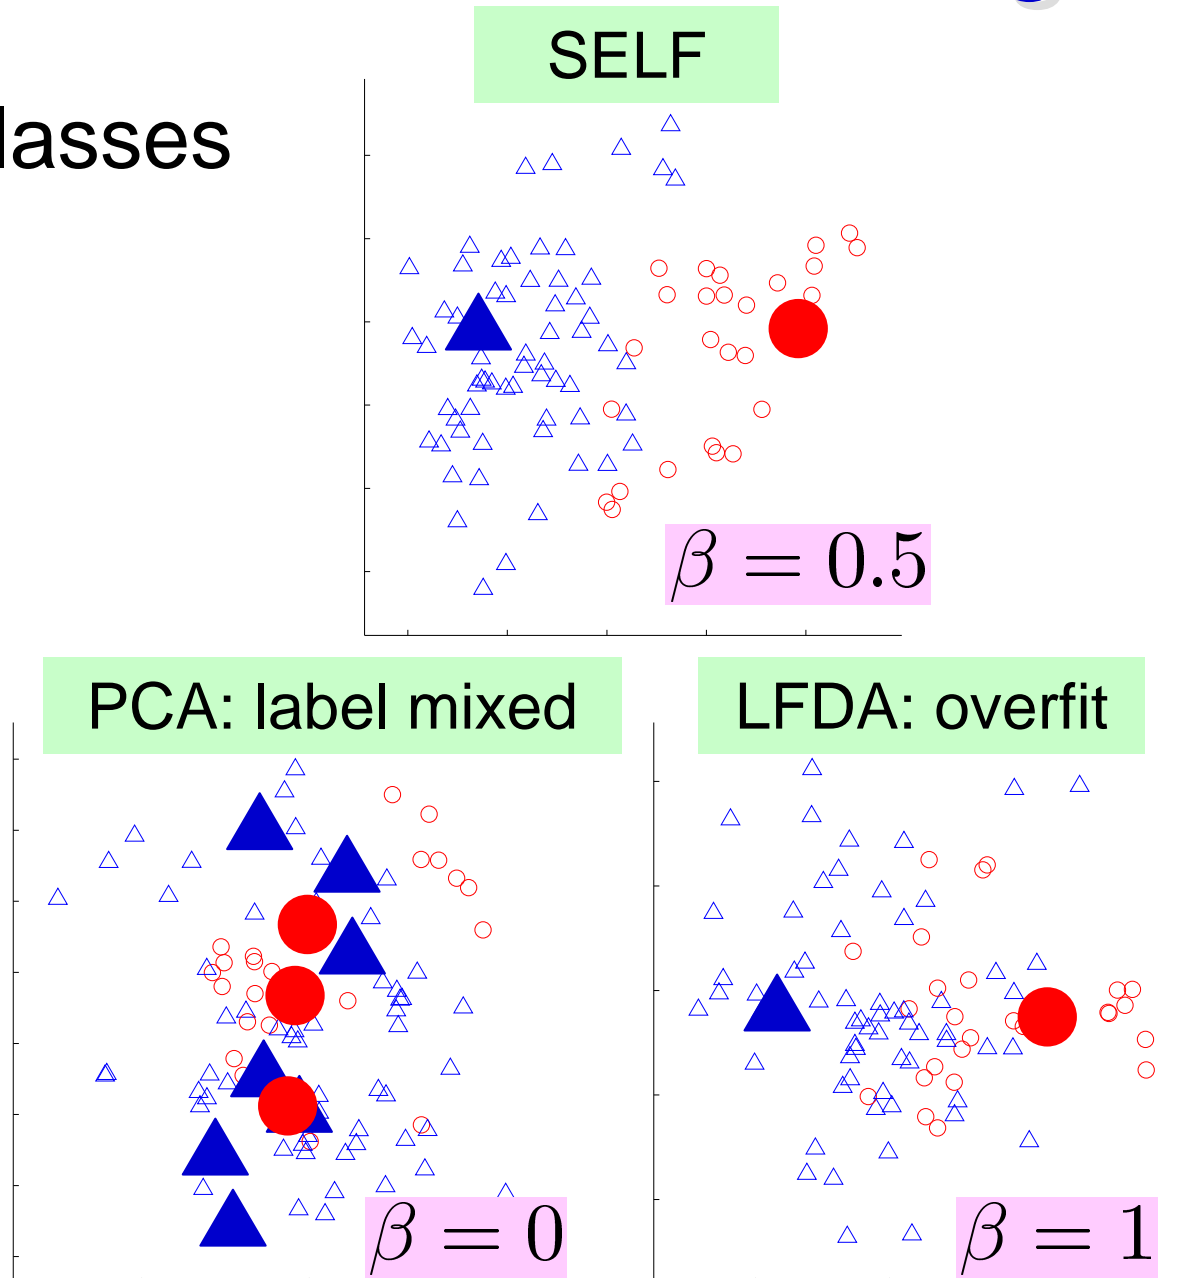 SELF
lasses
β = 0.5
PCA: label mixed
LFDA: overfit
β = 0
β = 1